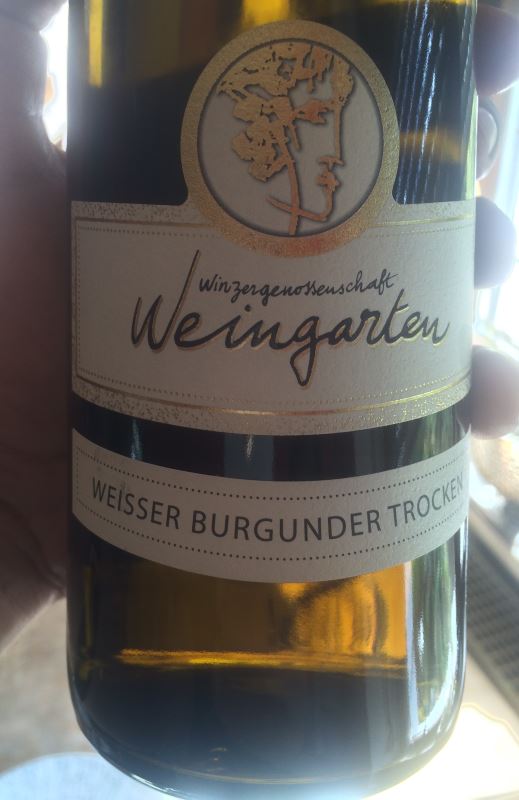 Winzergenossenschaft
Weingarten
WEISSER BURGUNDER TROCKEN